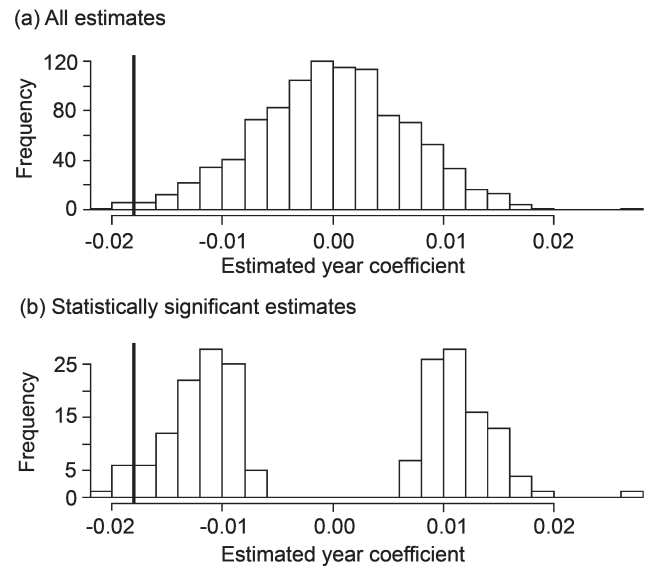 (a) All estimates
120
80
40
0
Frequency
-0.02 -0.01 0.00 0.01 0.02
Estimated year coefficient
(b) Statistically significant estimates
25
15
5
0
Frequency
-0.02 -0.01 0.00 0.01 0.02
Estimated year coefficient